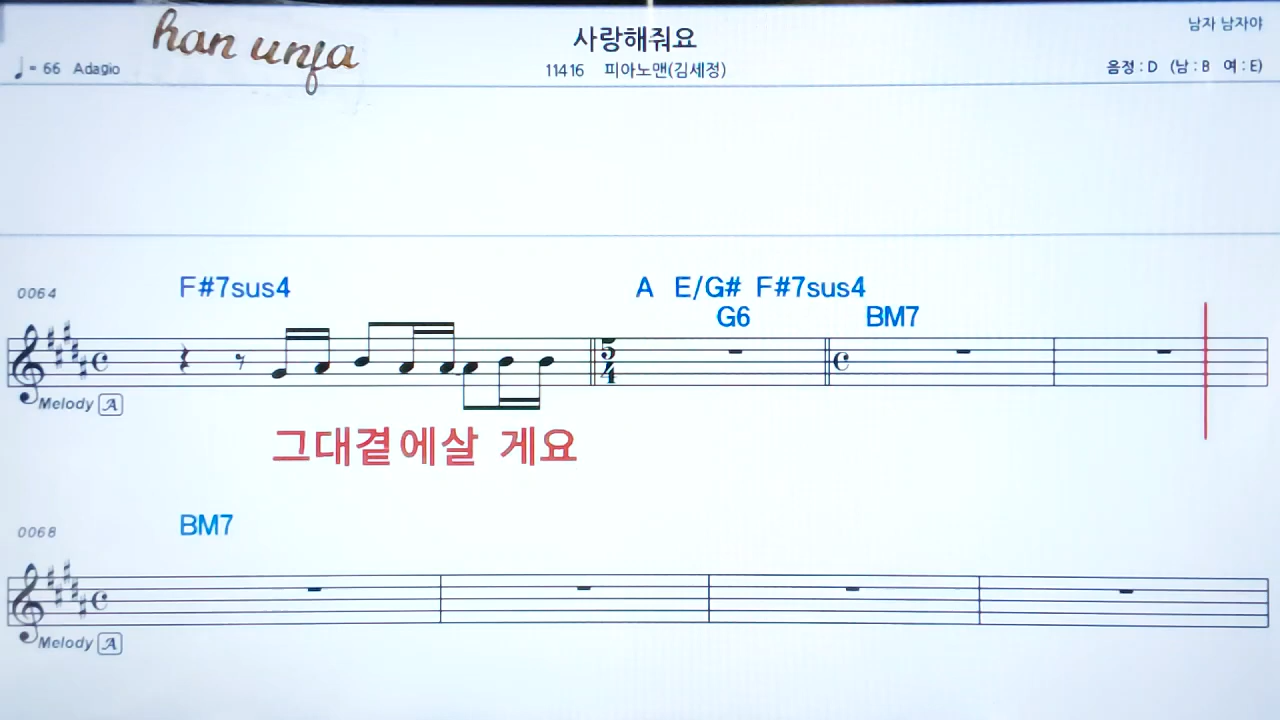 han unja
사랑해줘요
남자 남자야
♩= 66 Adagio
11416 피아노맨(김세정)
음정 : D (남 : B 여 : E)
0064
F#7sus4
A E/G# F#7sus4
G6 BM7
5
4
Melody A
그대곁에살 게요
0068
BM7
Melody A